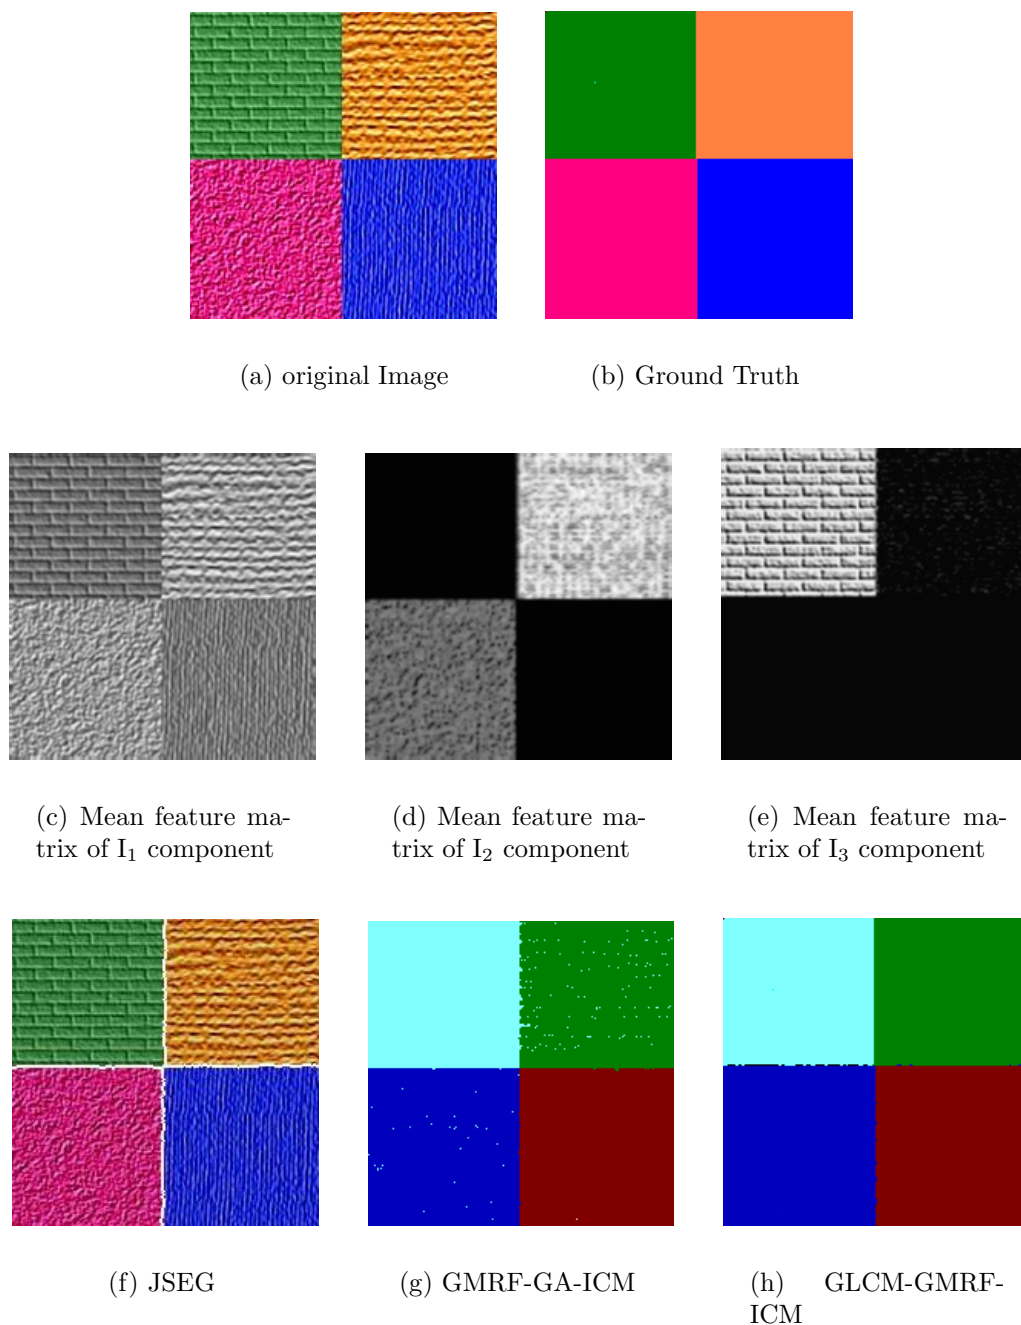 (a) original Image
(b) Ground Truth
(c) Mean feature ma-
trix of I₁ component
(d) Mean feature ma-
trix of I₂ component
(e) Mean feature ma-
trix of I₃ component
(f) JSEG
(g) GMRF-GA-ICM
(h) GLCM-GMRF-
ICM